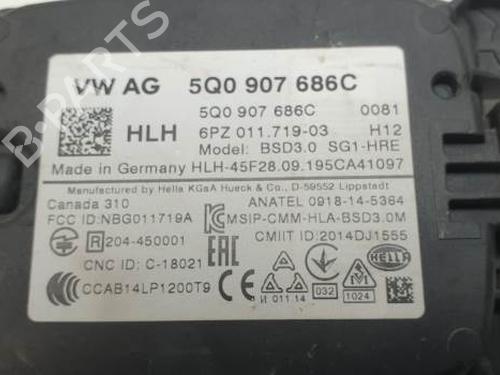 VW AG 5Q0 907 686C
5Q0 907 686C 0081
HLH 6PZ 011.719-03 H12
Model: BSD3.0 SG1-HRE
Made in Germany HLH-45F28.09.195CA41097
Manufactured by Hella KGaA Hueck & Co., D-59552 Lippstadt
Canada 310 ANATEL 0918-14-5364
FCC ID:NBG011719A MSIP-CMM-HLA-BSD3.0M
R 204-450001 EAC CMIIT ID: 2014DJ1555
CNC ID: C-18021 CE HELLA
CCAB14LP1200T9 И 011 14 032 1024
B-PARTS